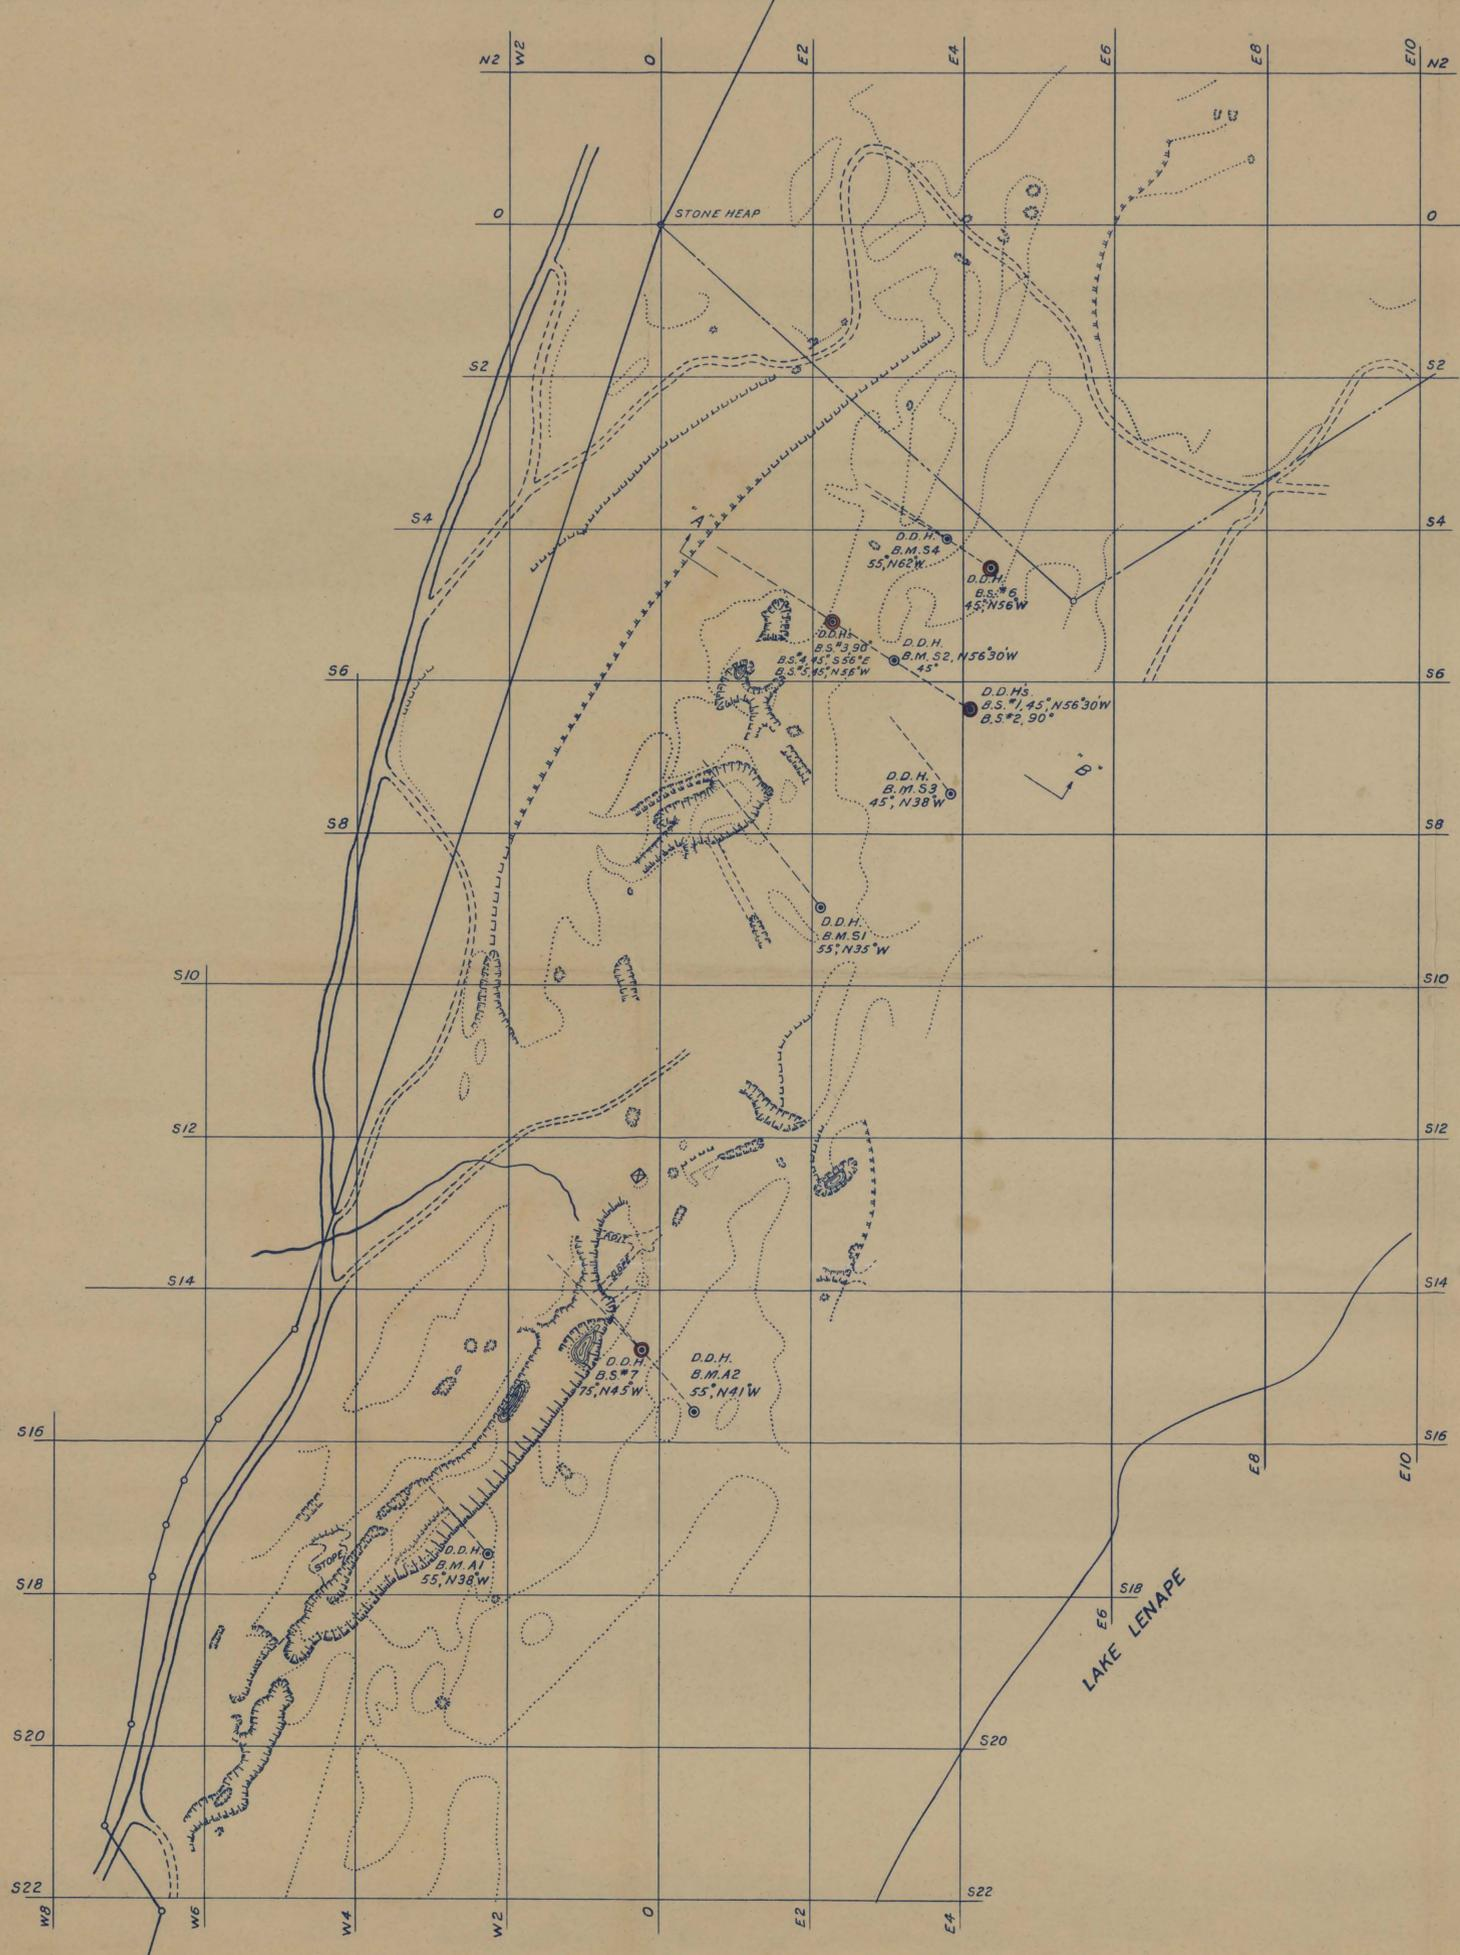 N2
W2
0
E2
E4
E6
E8
E10
N2
0
STONE HEAP
0
S2
S2
S4
"A"
S4
D.D.H.
B.M.S4
55°, N62°W.
D.D.H.
B.S.#6
45°, N56°W
D.D.H's
B.S.#3, 90°
B.S.#4, 45°, S56°E
B.S.#5, 45°, N56°W
D.D.H.
B.M.S2, N56°30'W
45°
S6
S6
D.D.H's.
B.S.#1, 45°, N56°30'W
B.S.#2, 90°
"B"
D.D.H.
B.M.S3
45°, N38°W
S8
S8
D.D.H.
B.M.S1
55°, N35°W
S10
S10
S12
S12
ADIT
SLOPE
S14
S14
D.D.H.
B.S.#7
75°, N45°W
D.D.H.
B.M.A2
55°, N41°W
S16
S16
E8
E10
D.D.H.
B.M.A1
55°, N38°W
STOPE
S18
S18
E6
LAKE LENAPE
S20
S20
S22
S22
W8
W6
W4
W2
0
E2
E4